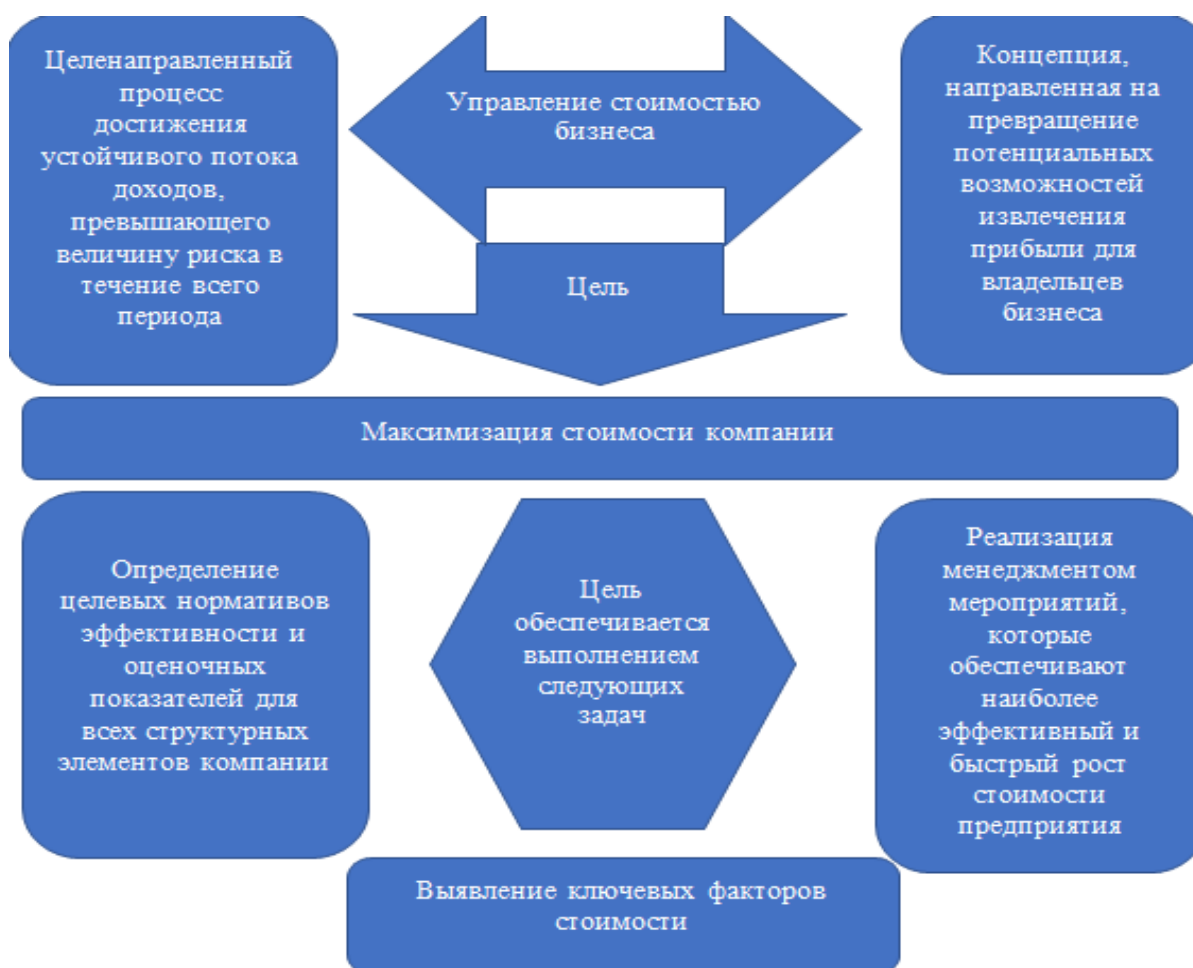 Целенаправленный
процесс
достижения
устойчивого потока
доходов,
превышающего
величину риска в
течение всего
периода
Управление стоимостью
бизнеса
Концепция,
направленная на
превращение
потенциальных
возможностей
извлечения
прибыли для
владельцев
бизнеса
Цель
Максимизация стоимости компании
Определение
целевых нормативов
эффективности и
оценочных
показателей для
всех структурных
элементов компании
Цель
обеспечивается
выполнением
следующих
задач
Реализация
менеджментом
мероприятий,
которые
обеспечивают
наиболее
эффективный и
быстрый рост
стоимости
предприятия
Выявление ключевых факторов
стоимости